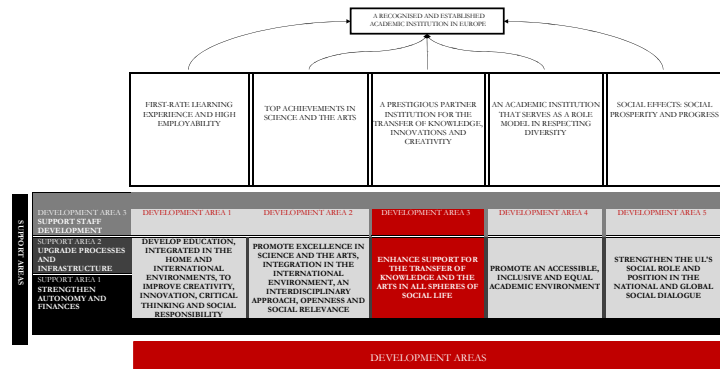 A RECOGNISED AND ESTABLISHED
ACADEMIC INSTITUTION IN EUROPE
FIRST-RATE LEARNING
EXPERIENCE AND HIGH
EMPLOYABILITY
TOP ACHIEVEMENTS IN
SCIENCE AND THE ARTS
A PRESTIGIOUS PARTNER
INSTITUTION FOR THE
TRANSFER OF KNOWLEDGE,
INNOVATIONS AND
CREATIVITY
AN ACADEMIC INSTITUTION
THAT SERVES AS A ROLE
MODEL IN RESPECTING
DIVERSITY
SOCIAL EFFECTS: SOCIAL
PROSPERITY AND PROGRESS
SUPPORT AREAS
DEVELOPMENT AREA 3
SUPPORT STAFF
DEVELOPMENT
SUPPORT AREA 2
UPGRADE PROCESSES
AND
INFRASTRUCTURE
SUPPORT AREA 1
STRENGTHEN
AUTONOMY AND
FINANCES
DEVELOPMENT AREA 1
DEVELOP EDUCATION,
INTEGRATED IN THE
HOME AND
INTERNATIONAL
ENVIRONMENTS, TO
IMPROVE CREATIVITY,
INNOVATION, CRITICAL
THINKING AND SOCIAL
RESPONSIBILITY
DEVELOPMENT AREA 2
PROMOTE EXCELLENCE IN
SCIENCE AND THE ARTS,
INTEGRATION IN THE
INTERNATIONAL
ENVIRONMENT, AN
INTERDISCIPLINARY
APPROACH, OPENNESS AND
SOCIAL RELEVANCE
DEVELOPMENT AREA 3
ENHANCE SUPPORT FOR
THE TRANSFER OF
KNOWLEDGE AND THE
ARTS IN ALL SPHERES OF
SOCIAL LIFE
DEVELOPMENT AREA 4
PROMOTE AN ACCESSIBLE,
INCLUSIVE AND EQUAL
ACADEMIC ENVIRONMENT
DEVELOPMENT AREA 5
STRENGTHEN THE UL'S
SOCIAL ROLE AND
POSITION IN THE
NATIONAL AND GLOBAL
SOCIAL DIALOGUE
DEVELOPMENT AREAS